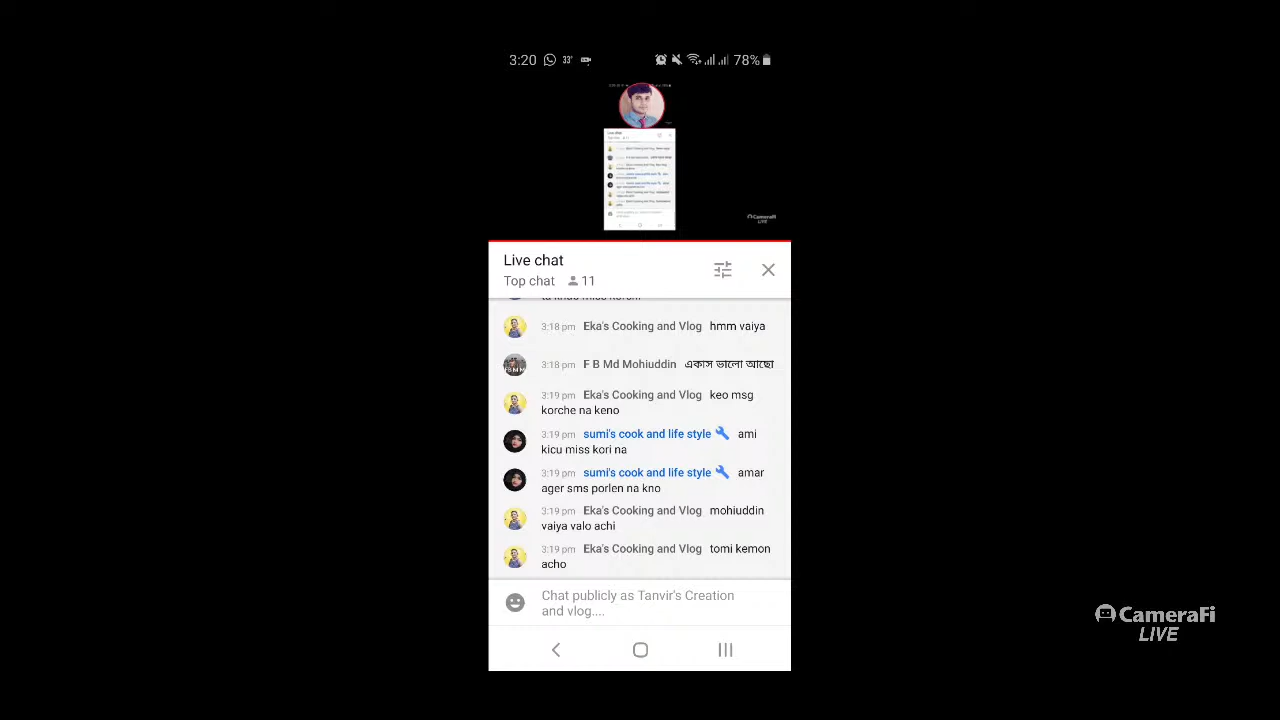 3:20 33° 78%
Live chat
Top chat 11
3:18 pm Eka's Cooking and Vlog hmm vaiya
3:18 pm F B Md Mohiuddin একাস ভালো আছো
3:19 pm Eka's Cooking and Vlog keo msg
korche na keno
3:19 pm sumi's cook and life style ami
kicu miss kori na
3:19 pm sumi's cook and life style amar
ager sms porlen na kno
3:19 pm Eka's Cooking and Vlog mohiuddin
vaiya valo achi
3:19 pm Eka's Cooking and Vlog tomi kemon
acho
Chat publicly as Tanvir's Creation
and vlog....
CameraFi
LIVE